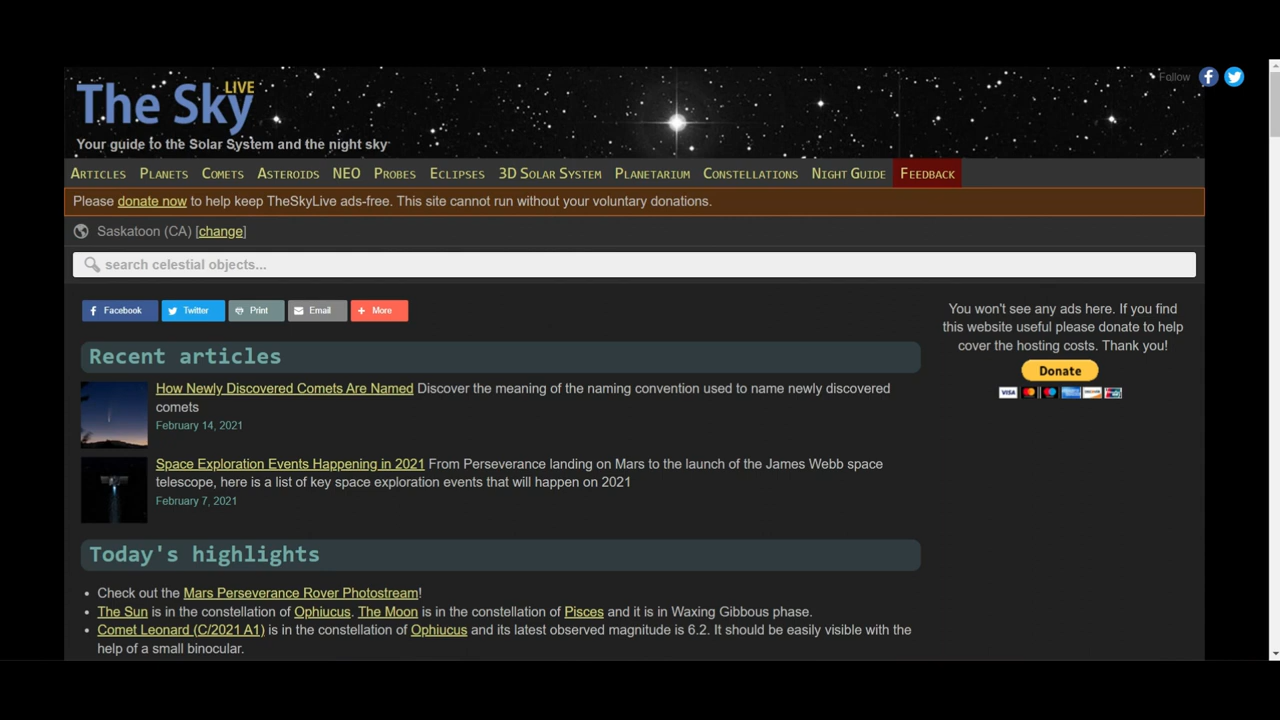 The Sky LIVE
Your guide to the Solar System and the night sky
Follow
Articles Planets Comets Asteroids NEO Probes Eclipses 3D Solar System Planetarium Constellations Night Guide Feedback
Please donate now to help keep TheSkyLive ads-free. This site cannot run without your voluntary donations.
Saskatoon (CA) [change]
search celestial objects...
Facebook Twitter Print Email More
Recent articles
How Newly Discovered Comets Are Named Discover the meaning of the naming convention used to name newly discovered
comets
February 14, 2021
Space Exploration Events Happening in 2021 From Perseverance landing on Mars to the launch of the James Webb space
telescope, here is a list of key space exploration events that will happen on 2021
February 7, 2021
Today's highlights
• Check out the Mars Perseverance Rover Photostream!
• The Sun is in the constellation of Ophiucus. The Moon is in the constellation of Pisces and it is in Waxing Gibbous phase.
• Comet Leonard (C/2021 A1) is in the constellation of Ophiucus and its latest observed magnitude is 6.2. It should be easily visible with the
help of a small binocular.
You won't see any ads here. If you find
this website useful please donate to help
cover the hosting costs. Thank you!
Donate
VISA